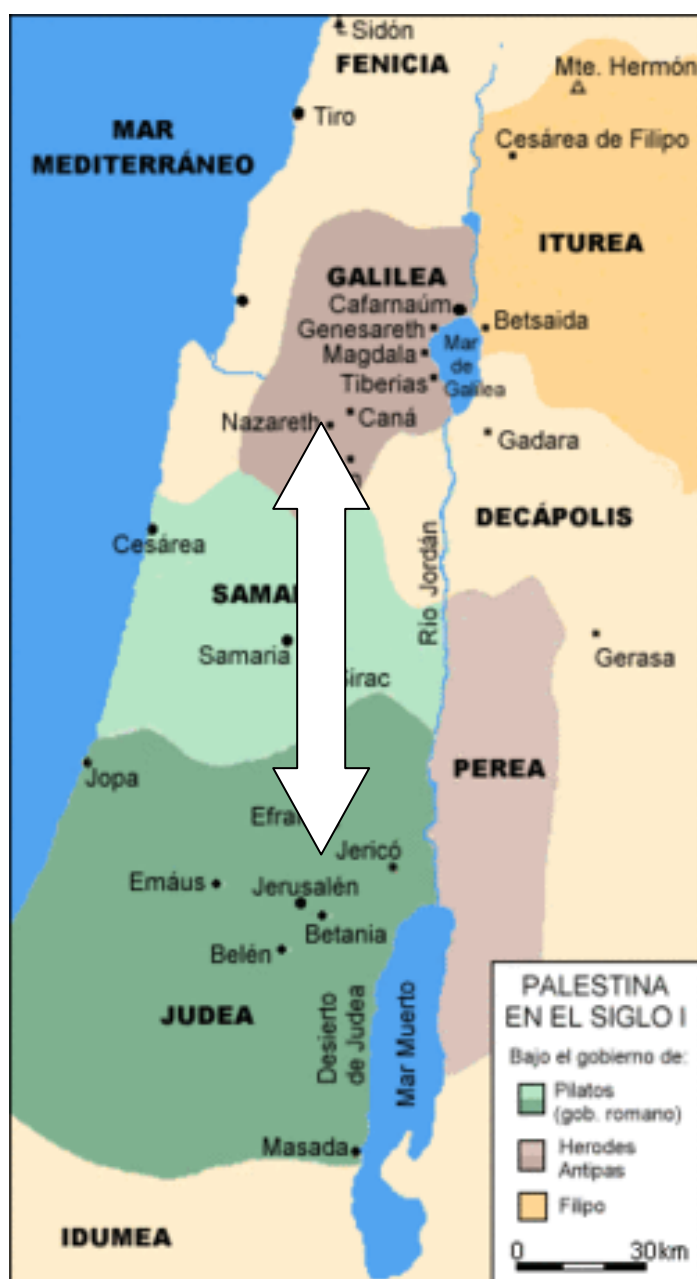 Sidón
FENICIA
Mte. Hermón
Tiro
MAR
MEDITERRÁNEO
Cesárea de Filipo
ITUREA
GALILEA
Cafarnaúm
Genesareth
Betsaida
Magdala
Mar
de
Galilea
Tiberías
Nazareth
Caná
Gadara
DECÁPOLIS
Cesárea
Río Jordán
Samaria
Gerasa
PEREA
Jopa
Jericó
Emáus
Jerusalén
Betania
Belén
JUDEA
Desierto
de Judea
Mar Muerto
Masada
IDUMEA
PALESTINA
EN EL SIGLO I
Bajo el gobierno de:
Pilatos
(gob. romano)
Herodes
Antipas
Filipo
0 30 km